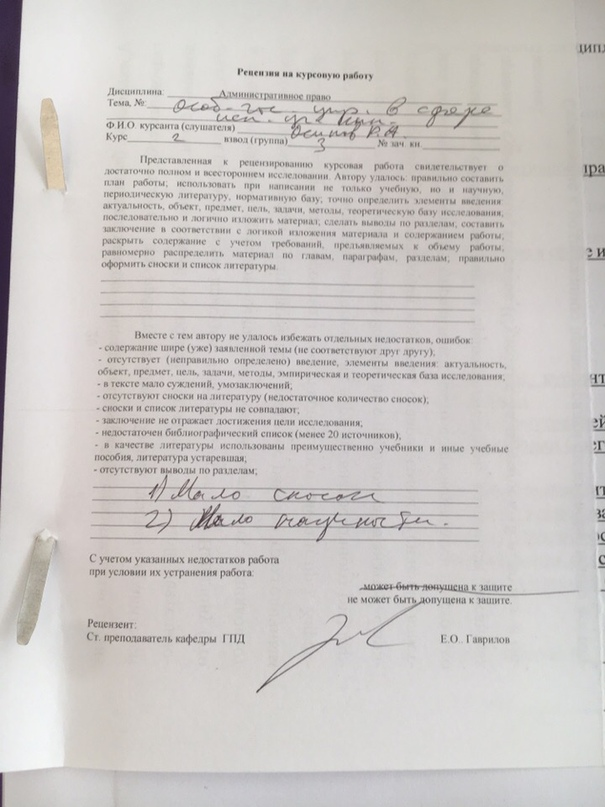 Рецензия на курсовую работу
Дисциплина: Административное право
Тема, № Особ-. гос. упр. в сфере
исп.
Ф.И.О. курсанта (слушателя) Осипов Р.А.
Курс 2 взвод (группа) 3 № зач. кн.
Представленная к рецензированию курсовая работа свидетельствует о
достаточно полном и всестороннем исследовании. Автору удалось: правильно составить
план работы; использовать при написании не только учебную, но и научную,
периодическую литературу, нормативную базу; точно определить элементы введения:
актуальность, объект, предмет, цель, задачи, методы, теоретическую базу исследования,
последовательно и логично изложить материал; сделать выводы по разделам, составить
заключение в соответствии с логикой изложения материала и содержанием работы;
раскрыть содержание с учетом требований, предъявляемых к объему работы;
равномерно распределить материал по главам, параграфам, разделам; правильно
оформить сноски и список литературы.
Вместе с тем автору не удалось избежать отдельных недостатков, ошибок:
- содержание шире (уже) заявленной темы (не соответствуют друг другу);
- отсутствует (неправильно определено) введение, элементы введения: актуальность,
объект, предмет, цель, задачи, методы, эмпирическая и теоретическая база исследования;
- в тексте мало суждений, умозаключений;
- отсутствуют сноски на литературу (недостаточное количество сносок);
- сноски и список литературы не совпадают;
- заключение не отражает достижения цели исследования,
- недостаточен библиографический список (менее 20 источников);
- в качестве литературы использованы преимущественно учебники и иные учебные
пособия, литература устаревшая;
- отсутствуют выводы по разделам;
1) Мало сносок
2) Мало научности.
С учетом указанных недостатков работа
при условии их устранения работа:
может быть допущена к защите
не может быть допущена к защите.
Рецензент:
Ст. преподаватель кафедры ГПД Е.О. Гаврилов